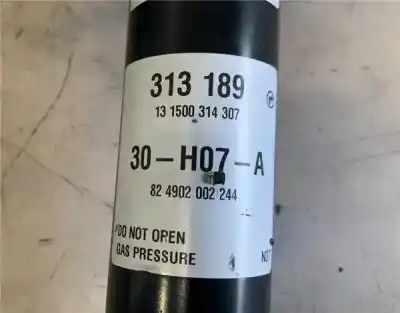 313 189
13 1500 314 307
30-H07-A
82 4902 002 244
DO NOT OPEN
GAS PRESSURE